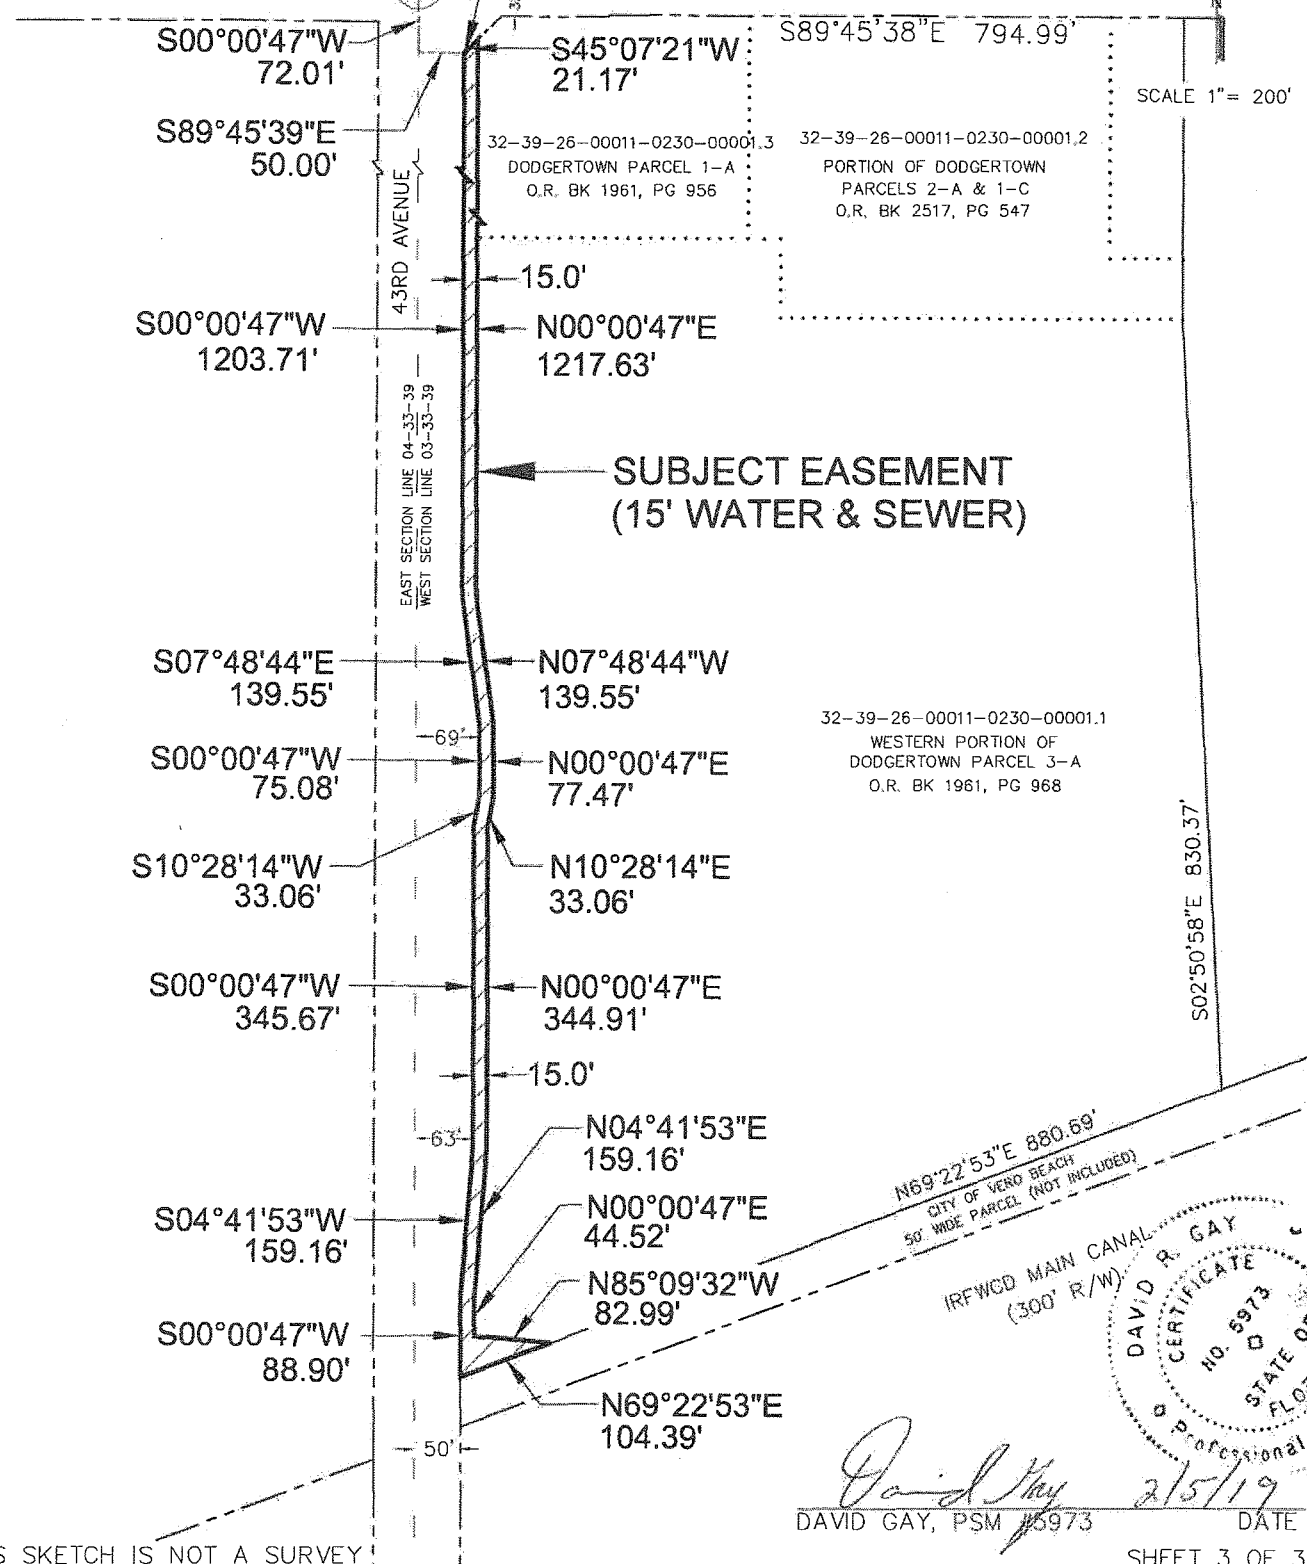 S00°00'47"W
72.01'
S45°07'21"W
21.17'
S89°45'38"E 794.99'
SCALE 1"= 200'
S89°45'39"E
50.00'
32-39-26-00011-0230-00001.3
DODGERTOWN PARCEL 1-A
O.R. BK 1961, PG 956
32-39-26-00011-0230-00001.2
PORTION OF DODGERTOWN
PARCELS 2-A & 1-C
O.R. BK 2517, PG 547
43RD AVENUE
15.0'
S00°00'47"W
1203.71'
N00°00'47"E
1217.63'
EAST SECTION LINE 04-33-39
WEST SECTION LINE 03-33-39
SUBJECT EASEMENT
(15' WATER & SEWER)
S07°48'44"E
139.55'
N07°48'44"W
139.55'
69'
32-39-26-00011-0230-00001.1
WESTERN PORTION OF
DODGERTOWN PARCEL 3-A
O.R. BK 1961, PG 968
S00°00'47"W
75.08'
N00°00'47"E
77.47'
S10°28'14"W
33.06'
N10°28'14"E
33.06'
S02°50'58"E 830.37'
S00°00'47"W
345.67'
N00°00'47"E
344.91'
15.0'
63'
N04°41'53"E
159.16'
N69°22'53"E 880.69'
CITY OF VERO BEACH
50' WIDE PARCEL (NOT INCLUDED)
S04°41'53"W
159.16'
N00°00'47"E
44.52'
IRFWCD MAIN CANAL
(300' R/W)
N85°09'32"W
82.99'
S00°00'47"W
88.90'
N69°22'53"E
104.39'
50'
DAVID R. GAY
CERTIFICATE
NO. 5973
STATE OF
Professional
David Gay 2/5/19
DAVID GAY, PSM #5973 DATE
SKETCH IS NOT A SURVEY
SHEET 3 OF 3